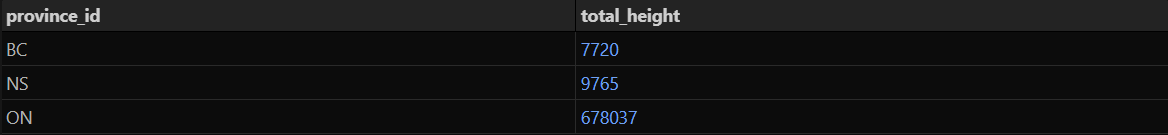 province_id total_height
BC 7720
NS 9765
ON 678037